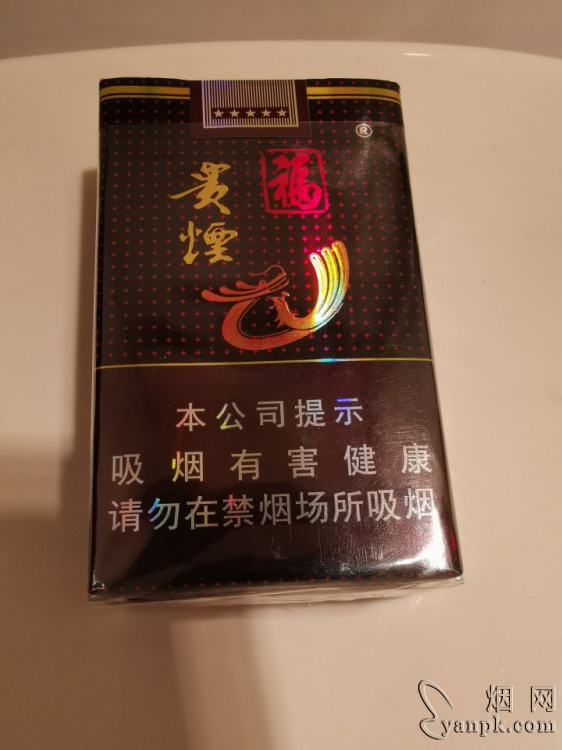 ®
福
贵
煙
本公司提示
吸烟有害健康
请勿在禁烟场所吸烟
烟网
yanpk.com